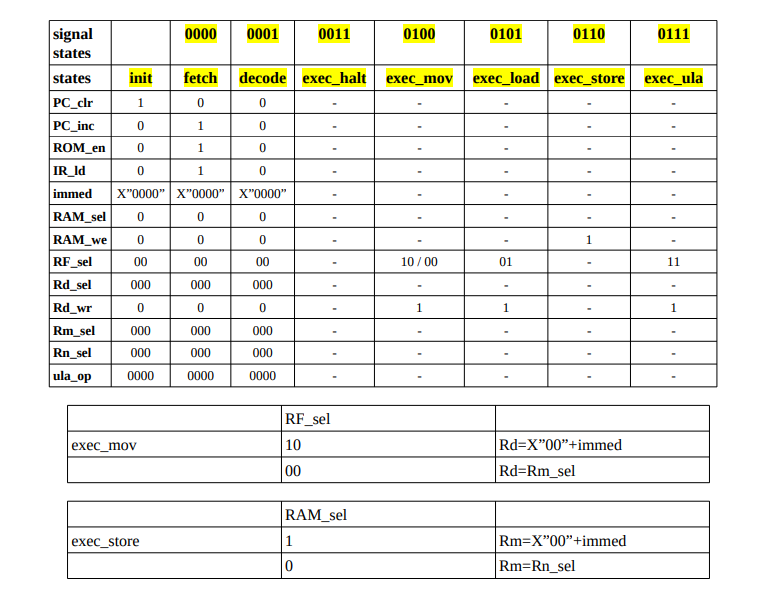 signal states 0000 0001 0011 0100 0101 0110 0111
states init fetch decode exec_halt exec_mov exec_load exec_store exec_ula
PC_clr 1 0 0 - - - - -
PC_inc 0 1 0 - - - - -
ROM_en 0 1 0 - - - - -
IR_ld 0 1 0 - - - - -
immed X”0000” X”0000” X”0000” - - - - -
RAM_sel 0 0 0 - - - - -
RAM_we 0 0 0 - - - 1 -
RF_sel 00 00 00 - 10 / 00 01 - 11
Rd_sel 000 000 000 - - - - -
Rd_wr 0 0 0 - 1 1 - 1
Rm_sel 000 000 000 - - - - -
Rn_sel 000 000 000 - - - - -
ula_op 0000 0000 0000 - - - - -
RF_sel
exec_mov 10 Rd=X”00”+immed
00 Rd=Rm_sel
RAM_sel
exec_store 1 Rm=X”00”+immed
0 Rm=Rn_sel